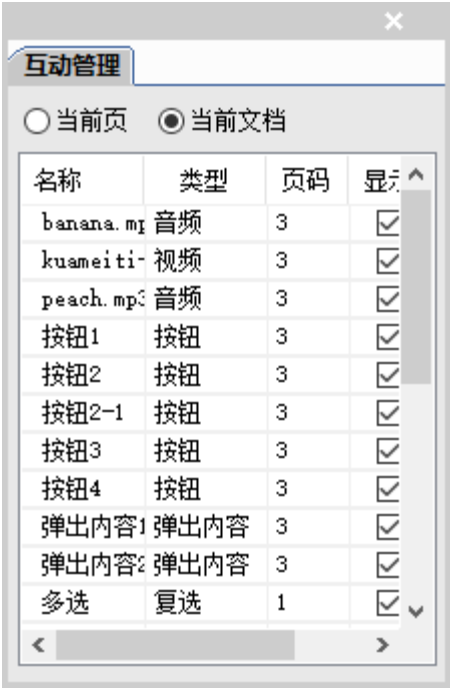 互动管理
当前页 当前文档
名称 类型 页码 显示
banana.mp 音频 3
kuameiti- 视频 3
peach.mp3 音频 3
按钮1 按钮 3
按钮2 按钮 3
按钮2-1 按钮 3
按钮3 按钮 3
按钮4 按钮 3
弹出内容1 弹出内容 3
弹出内容2 弹出内容 3
多选 复选 1